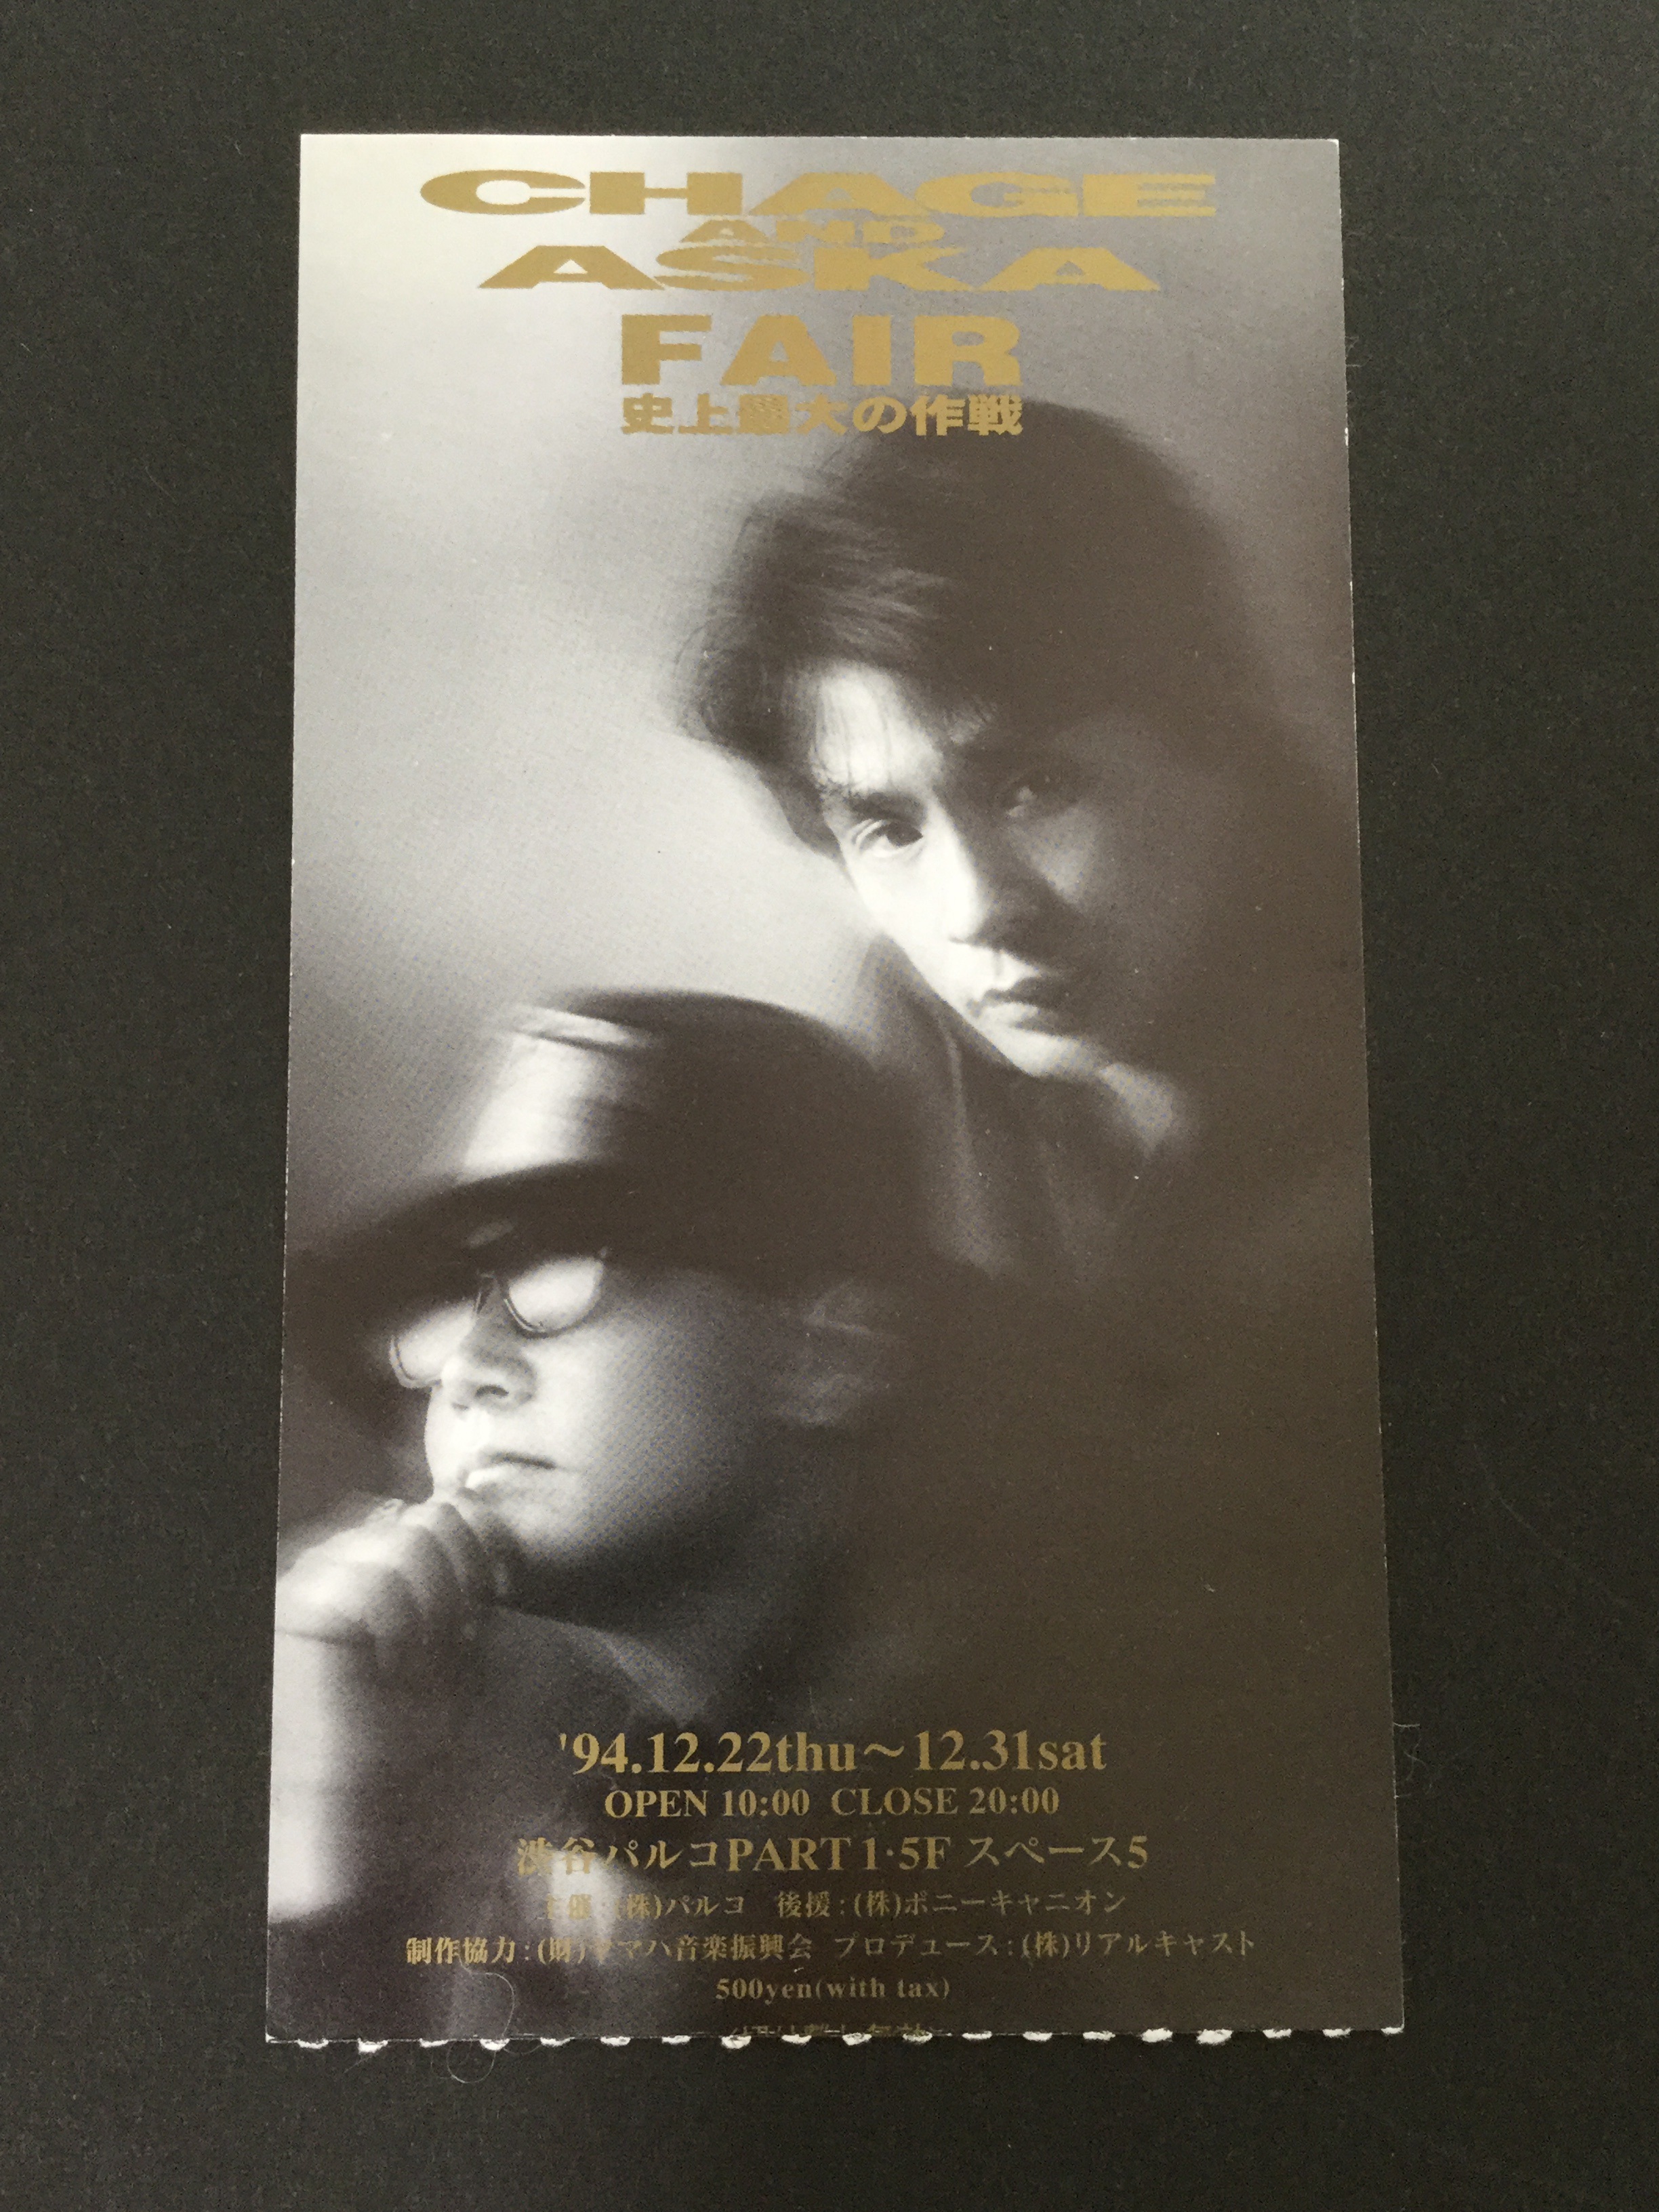 CHAGE
AND
ASKA
FAIR
史上最大の作戦
'94.12.22thu〜12.31sat
OPEN 10:00 CLOSE 20:00
渋谷パルコPART1·5F スペース5
主催:(株)パルコ 後援:(株)ポニーキャニオン
制作協力:(財)ヤマハ音楽振興会 プロデュース:(株)リアルキャスト
500yen(with tax)